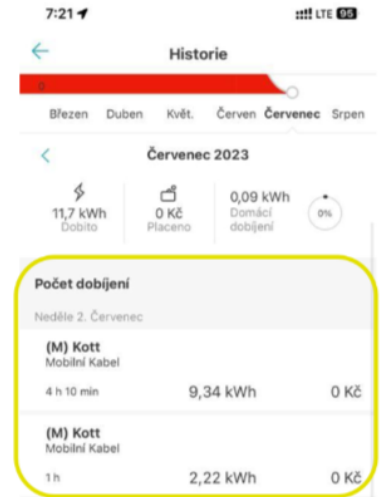 7:21 LTE 95
Historie
0
Březen Duben Květ. Červen Červenec Srpen
Červenec 2023
11,7 kWh
Dobito
0 Kč
Placeno
0,09 kWh
Domácí
dobíjení
0%
Počet dobíjení
Neděle 2. Červenec
(M) Kott
Mobilní Kabel
4 h 10 min 9,34 kWh 0 Kč
(M) Kott
Mobilní Kabel
1 h 2,22 kWh 0 Kč